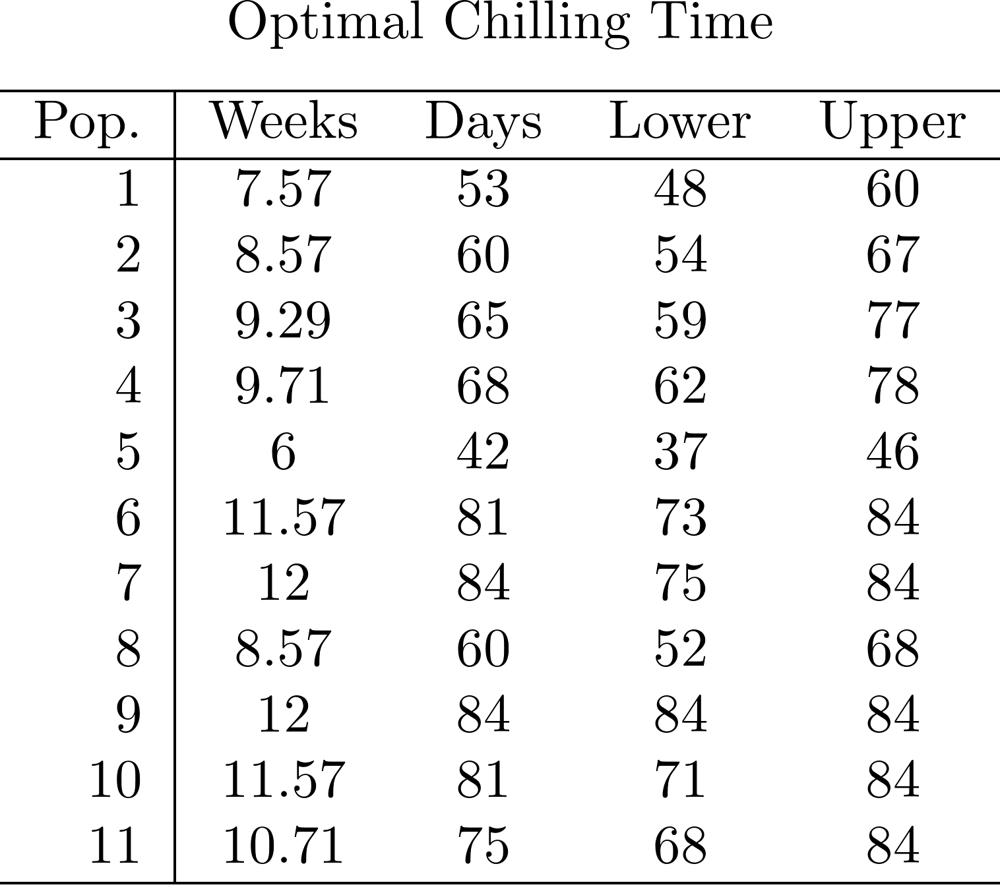 Optimal Chilling Time
Pop. Weeks Days Lower Upper
1 7.57 53 48 60
2 8.57 60 54 67
3 9.29 65 59 77
4 9.71 68 62 78
5 6 42 37 46
6 11.57 81 73 84
7 12 84 75 84
8 8.57 60 52 68
9 12 84 84 84
10 11.57 81 71 84
11 10.71 75 68 84